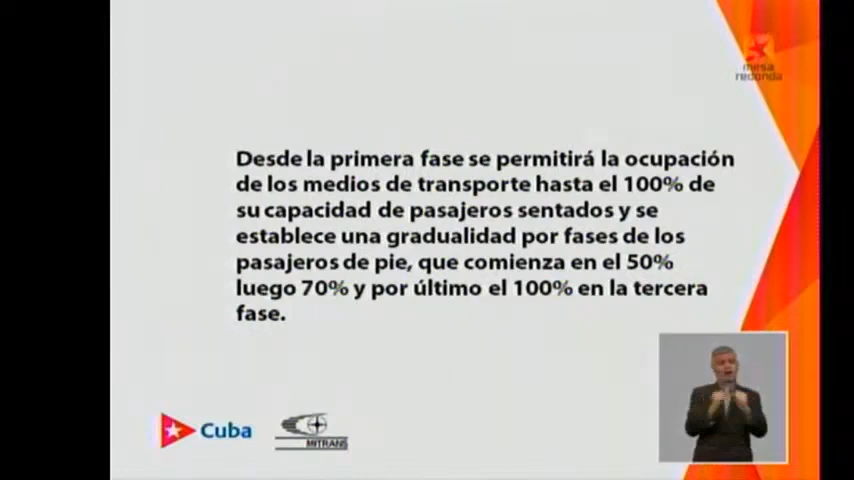 mesa
redonda
Desde la primera fase se permitirá la ocupación
de los medios de transporte hasta el 100% de
su capacidad de pasajeros sentados y se
establece una gradualidad por fases de los
pasajeros de pie, que comienza en el 50%
luego 70% y por último el 100% en la tercera
fase.
Cuba
MITRANS